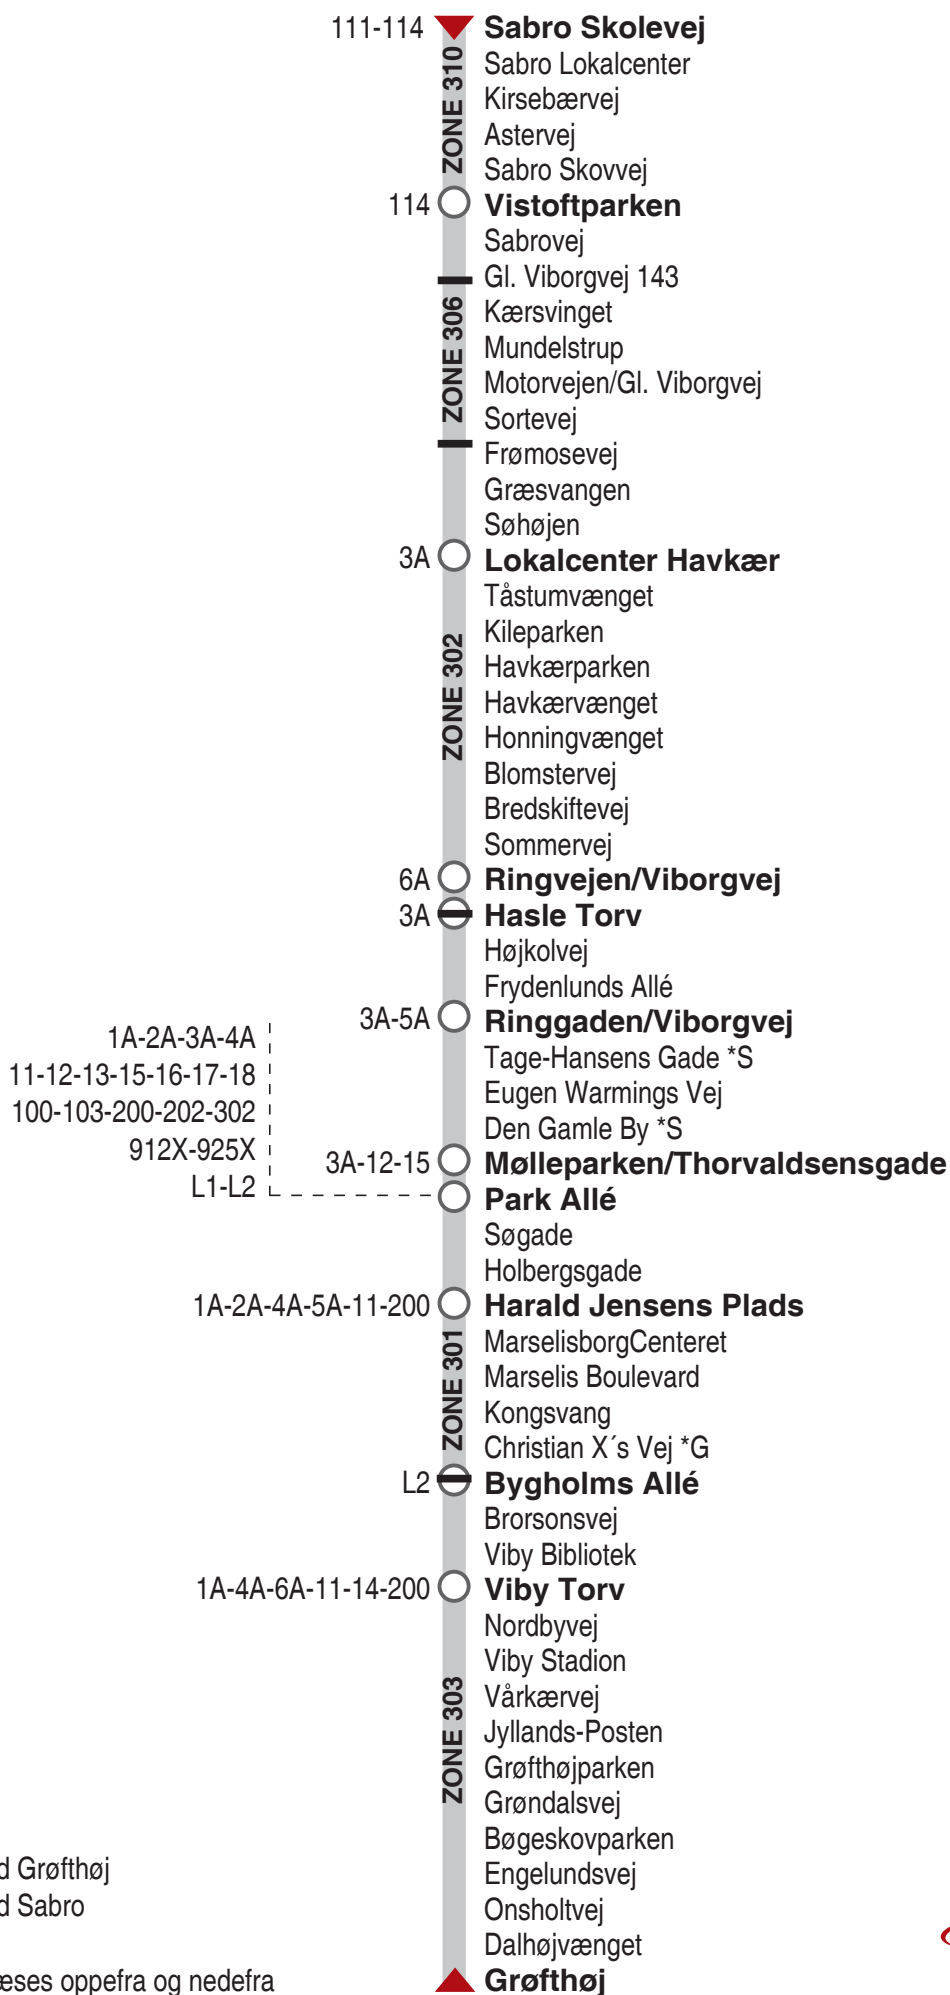 111-114 Sabro Skolevej
ZONE 310
Sabro Lokalcenter
Kirsebærvej
Astervej
Sabro Skovvej
114 Vistoftparken
Sabrovej
Gl. Viborgvej 143
ZONE 306
Kærsvinget
Mundelstrup
Motorvejen/Gl. Viborgvej
Sortevej
Frømosevej
Græsvangen
Søhøjen
3A Lokalcenter Havkær
Tåstumvænget
ZONE 302
Kileparken
Havkærparken
Havkærvænget
Honningvænget
Blomstervej
Bredskiftevej
Sommervej
6A Ringvejen/Viborgvej
3A Hasle Torv
Højkolvej
Frydenlunds Allé
3A-5A Ringgaden/Viborgvej
Tage-Hansens Gade *S
Eugen Warmings Vej
Den Gamle By *S
3A-12-15 Mølleparken/Thorvaldsensgade
1A-2A-3A-4A
11-12-13-15-16-17-18
100-103-200-202-302
912X-925X
L1-L2
Park Allé
Søgade
Holbergsgade
1A-2A-4A-5A-11-200 Harald Jensens Plads
ZONE 301
MarselisborgCenteret
Marselis Boulevard
Kongsvang
Christian X´s Vej *G
L2 Bygholms Allé
Brorsonsvej
Viby Bibliotek
1A-4A-6A-11-14-200 Viby Torv
Nordbyvej
Viby Stadion
ZONE 303
Vårkærvej
Jyllands-Posten
Grøfthøjparken
Grøndalsvej
Bøgeskovparken
Engelundsvej
Onsholtvej
Dalhøjvænget
Grøfthøj
d Grøfthøj
d Sabro
æses oppefra og nedefra